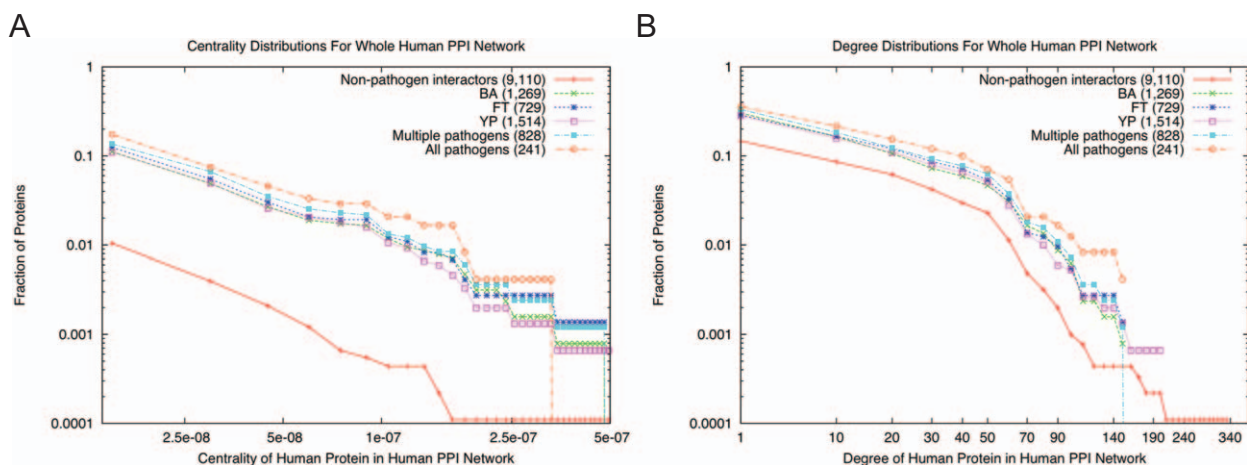 A
Centrality Distributions For Whole Human PPI Network
1
0.1
0.01
0.001
0.0001
Fraction of Proteins
Non-pathogen interactors (9,110)
BA (1,269)
FT (729)
YP (1,514)
Multiple pathogens (828)
All pathogens (241)
2.5e-08
5e-08
1e-07
2.5e-07
5e-07
Centrality of Human Protein in Human PPI Network
B
Degree Distributions For Whole Human PPI Network
1
0.1
0.01
0.001
0.0001
Fraction of Proteins
Non-pathogen interactors (9,110)
BA (1,269)
FT (729)
YP (1,514)
Multiple pathogens (828)
All pathogens (241)
1
10
20
30
40
50
70
90
140
190
240
340
Degree of Human Protein in Human PPI Network